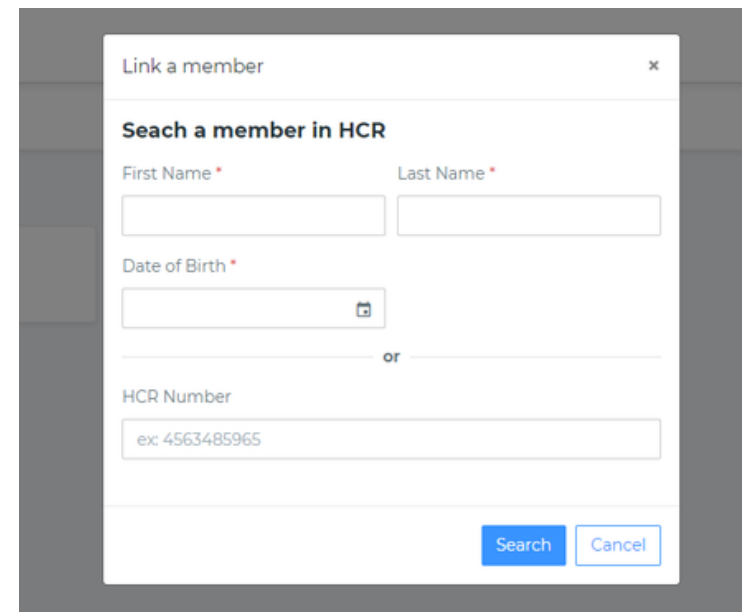 Link a member ×
Seach a member in HCR
First Name * Last Name *
Date of Birth *
or
HCR Number
ex: 4563485965
Search Cancel